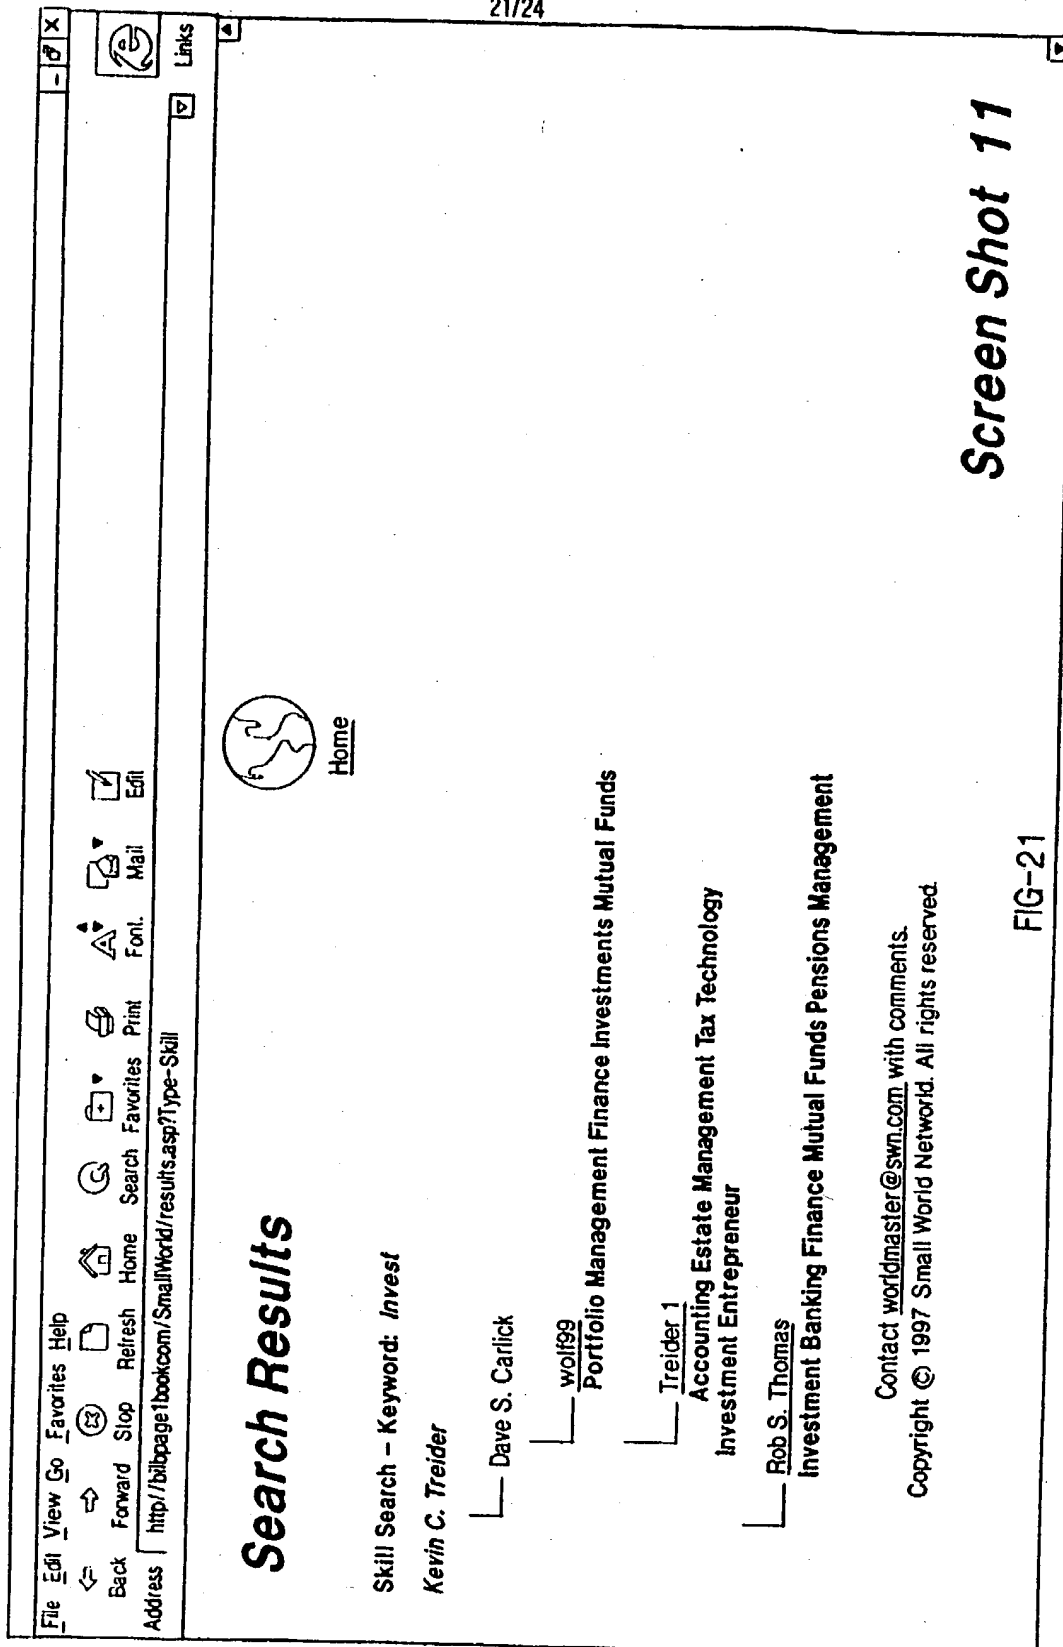 21/24
File Edit View Go Favorites Help
Back Forward Stop Refresh Home Search Favorites Print Font. Mail Edit
Address http//bilbpage1bookcom/SmallWorld/results.asp?Type-Skill
Links
Search Results
Home
Skill Search – Keyword: Invest
Kevin C. Treider
Dave S. Carlick
wolf99
Portfolio Management Finance Investments Mutual Funds
Treider 1
Accounting Estate Management Tax Technology
Investment Entrepreneur
Rob S. Thomas
Investment Banking Finance Mutual Funds Pensions Management
Contact worldmaster@swn.com with comments.
Copyright © 1997 Small World Networld. All rights reserved.
Screen Shot 11
FIG-21